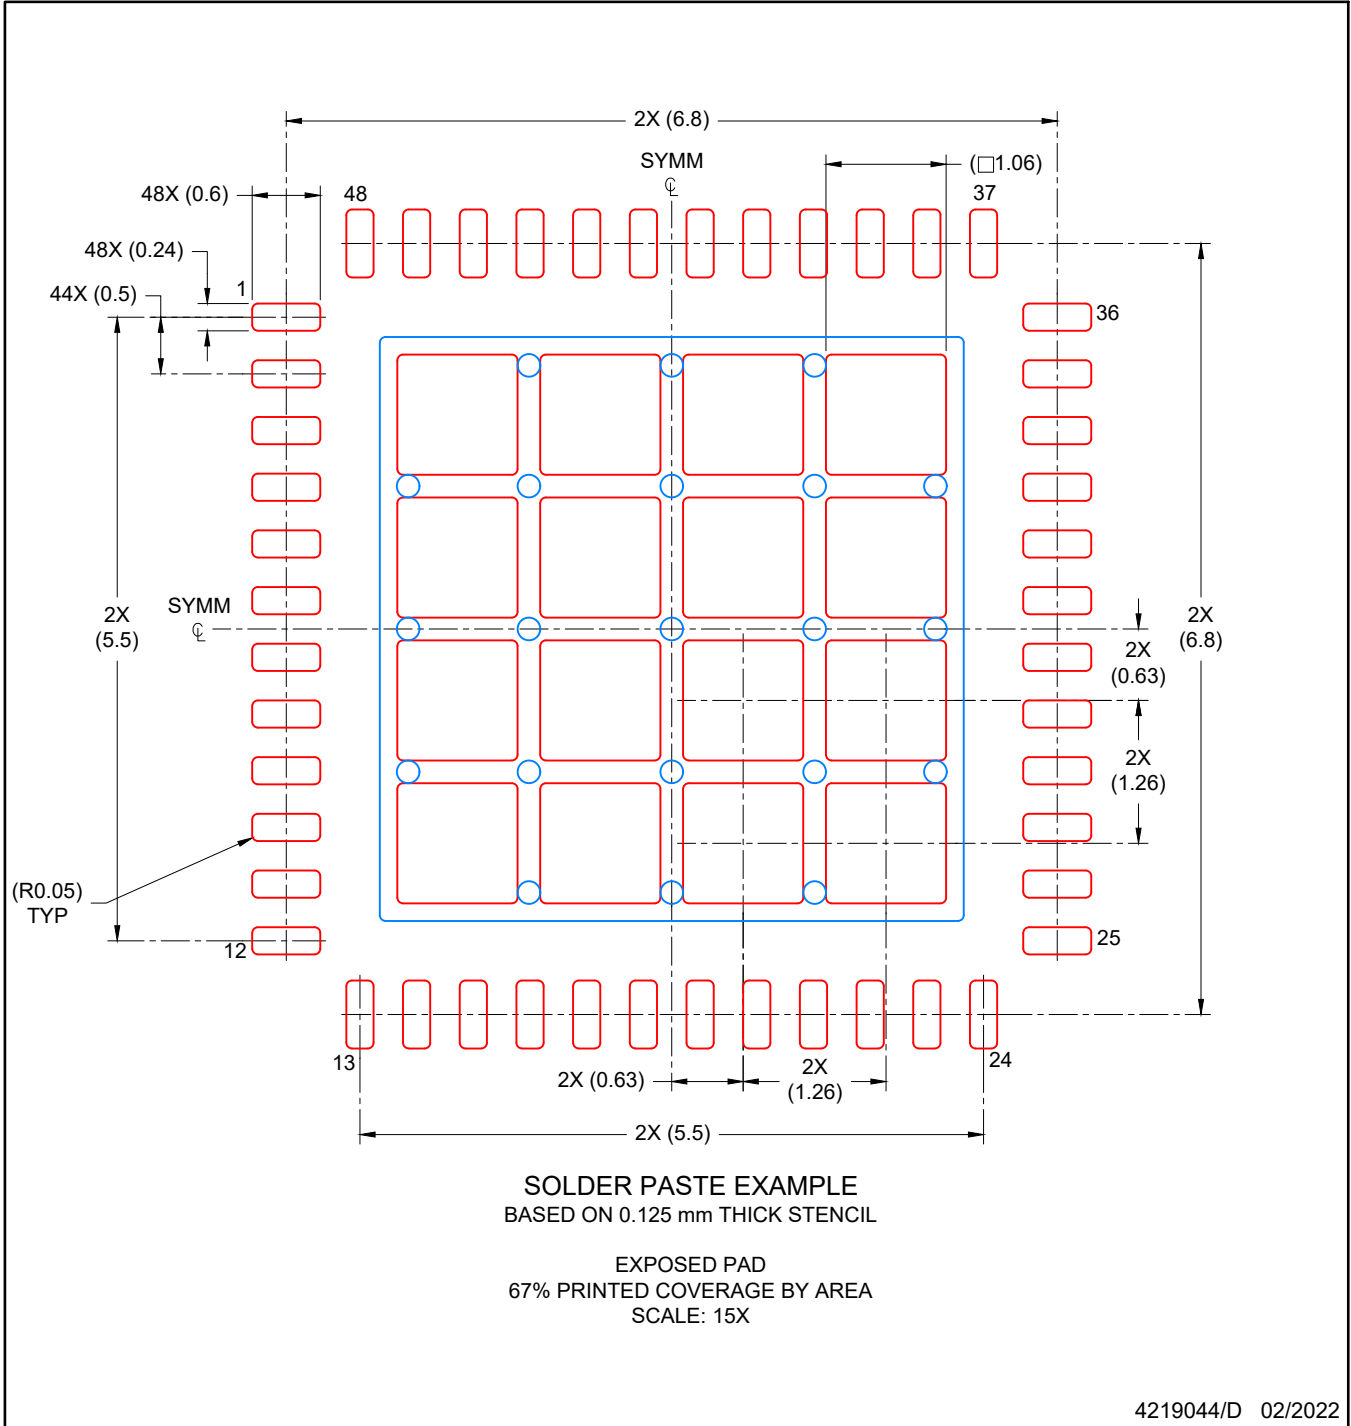 2X (6.8)
SYMM
℄
(□1.06)
48X (0.6)
48
37
48X (0.24)
44X (0.5)
1
36
SYMM
℄
2X
(5.5)
2X
(6.8)
2X
(0.63)
2X
(1.26)
(R0.05)
TYP
12
25
13
24
2X (0.63)
2X
(1.26)
2X (5.5)
SOLDER PASTE EXAMPLE
BASED ON 0.125 mm THICK STENCIL
EXPOSED PAD
67% PRINTED COVERAGE BY AREA
SCALE: 15X
4219044/D 02/2022